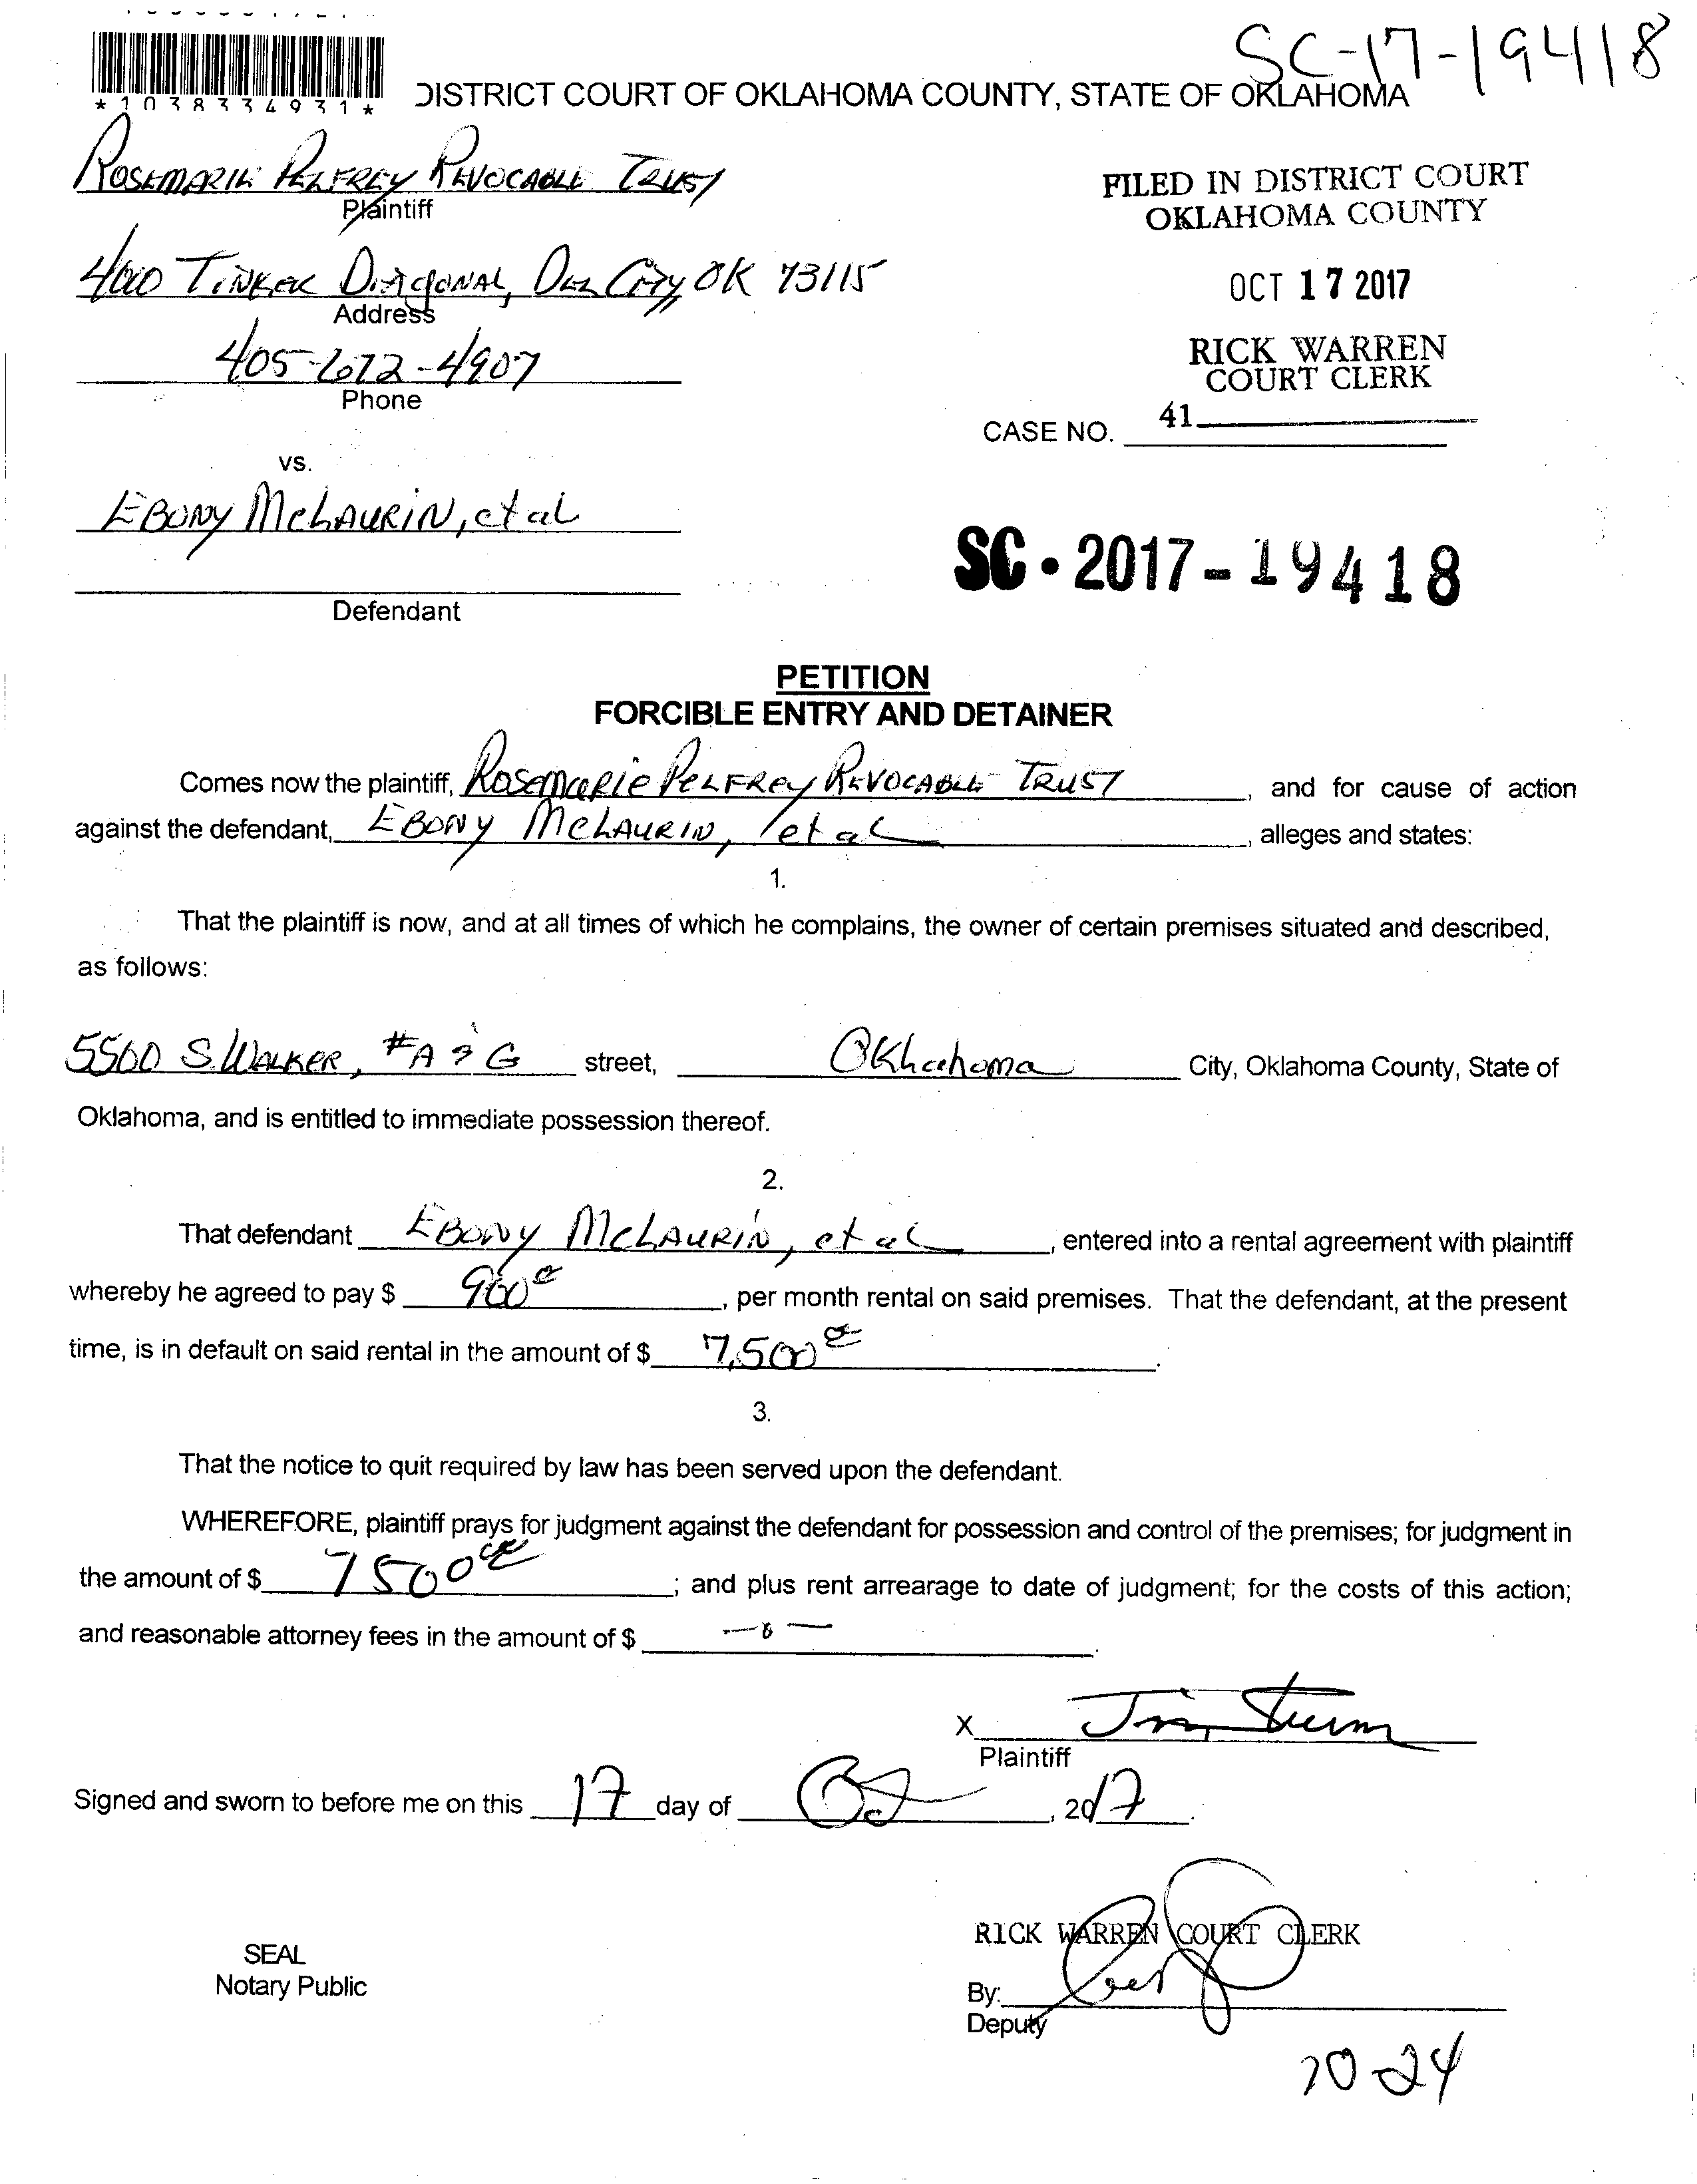 SC-17-19418
*1038334931*
DISTRICT COURT OF OKLAHOMA COUNTY, STATE OF OKLAHOMA
ROSEMARIE PELFREY REVOCABLE TRUST
Plaintiff
FILED IN DISTRICT COURT
OKLAHOMA COUNTY
4000 TINKER DIAGONAL, DEL CITY OK 73115
Address
OCT 17 2017
405-672-4907
Phone
RICK WARREN
COURT CLERK
41
CASE NO.
VS.
EBONY McLAURIN, et al
SC-2017-19418
Defendant
PETITION
FORCIBLE ENTRY AND DETAINER
Comes now the plaintiff, Rosemarie Pelfrey Revocable Trust, and for cause of action
against the defendant, EBONY McLAURIN, et al, alleges and states:
1.
That the plaintiff is now, and at all times of which he complains, the owner of certain premises situated and described,
as follows:
5500 S. WALKER, #A & G street, Oklahoma City, Oklahoma County, State of
Oklahoma, and is entitled to immediate possession thereof.
2.
That defendant EBONY McLAURIN, et al, entered into a rental agreement with plaintiff
whereby he agreed to pay $ , per month rental on said premises. That the defendant, at the present
time, is in default on said rental in the amount of $ 7,500.
3.
That the notice to quit required by law has been served upon the defendant.
WHEREFORE, plaintiff prays for judgment against the defendant for possession and control of the premises; for judgment in
the amount of $ 7500; and plus rent arrearage to date of judgment; for the costs of this action;
and reasonable attorney fees in the amount of $ -0-.
X
Plaintiff
Signed and sworn to before me on this 17 day of Oct, 2017.
RICK WARREN COURT CLERK
SEAL
Notary Public
By:
Deputy
10-24